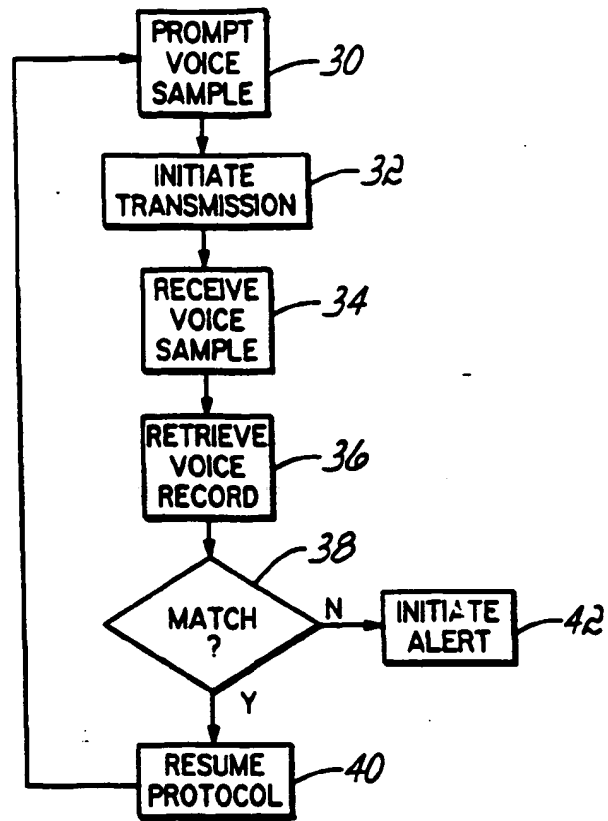 PROMPT
VOICE
SAMPLE
30
INITIATE
TRANSMISSION
32
RECEIVE
VOICE
SAMPLE
34
RETRIEVE
VOICE
RECORD
36
38
MATCH
?
N
INITIATE
ALERT
42
Y
RESUME
PROTOCOL
40